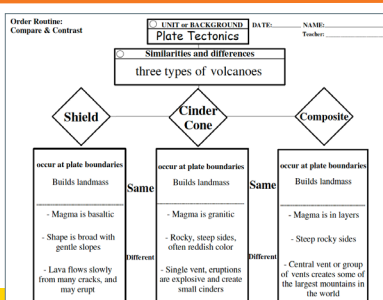 Order Routine:
Compare & Contrast
UNIT or BACKGROUND
DATE:
NAME:
Plate Tectonics
Teacher:
Similarities and differences
three types of volcanoes
Shield
Cinder
Cone
Composite
occur at plate boundaries
Builds landmass
- Magma is basaltic
- Shape is broad with
gentle slopes
- Lava flows slowly
from many cracks, and
may erupt
Same
Different
occur at plate boundaries
Builds landmass
- Magma is granitic
- Rocky, steep sides,
often reddish color
- Single vent, eruptions
are explosive and create
small cinders
Same
Different
occur at plate boundaries
Builds landmass
- Magma is in layers
- Steep rocky sides
- Central vent or group
of vents creates some of
the largest mountains in
the world